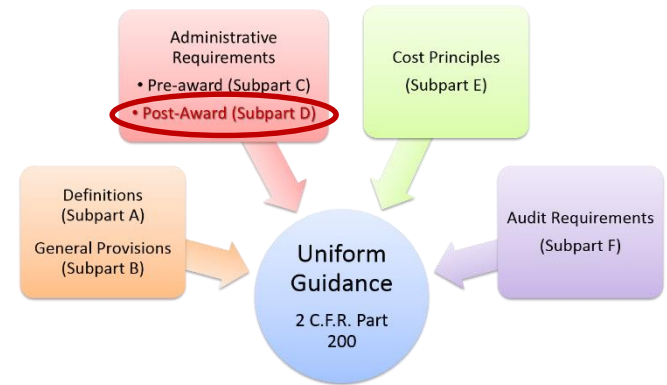 Administrative
Requirements
• Pre-award (Subpart C)
• Post-Award (Subpart D)
Cost Principles
(Subpart E)
Definitions
(Subpart A)
General Provisions
(Subpart B)
Audit Requirements
(Subpart F)
Uniform
Guidance
2 C.F.R. Part
200